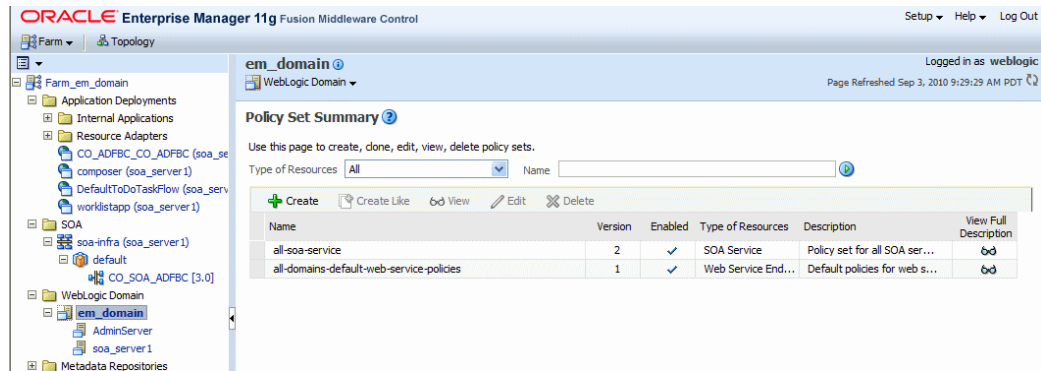 ORACLE Enterprise Manager 11g Fusion Middleware Control
Setup Help Log Out
Farm Topology
Farm_em_domain
Application Deployments
Internal Applications
Resource Adapters
CO_ADFBC_CO_ADFBC (soa_se
composer (soa_server1)
DefaultToDoTaskFlow (soa_serv
worklistapp (soa_server1)
SOA
soa-infra (soa_server1)
default
CO_SOA_ADFBC [3.0]
WebLogic Domain
em_domain
AdminServer
soa_server1
Metadata Repositories
em_domain
Logged in as weblogic
WebLogic Domain
Page Refreshed Sep 3, 2010 9:29:29 AM PDT
Policy Set Summary
Use this page to create, clone, edit, view, delete policy sets.
Type of Resources All Name
Create Create Like View Edit Delete
Name Version Enabled Type of Resources Description View Full Description
all-soa-service 2 SOA Service Policy set for all SOA ser...
all-domains-default-web-service-policies 1 Web Service End... Default policies for web s...